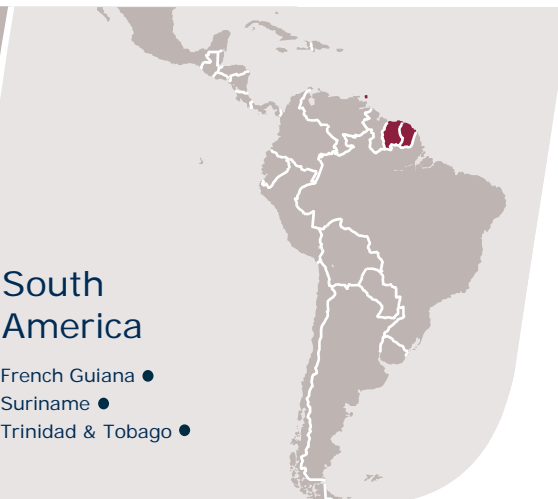 South
America
French Guiana ●
Suriname ●
Trinidad & Tobago ●